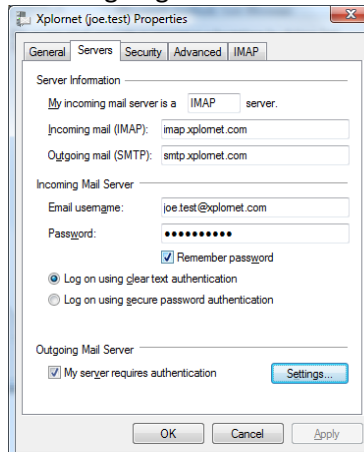 Xplornet (joe.test) Properties
General Servers Security Advanced IMAP
Server Information
My incoming mail server is a IMAP server.
Incoming mail (IMAP): imap.xplornet.com
Outgoing mail (SMTP): smtp.xplornet.com
Incoming Mail Server
Email username: joe.test@xplornet.com
Password: ●●●●●●●●●●
Remember password
Log on using clear text authentication
Log on using secure password authentication
Outgoing Mail Server
My server requires authentication Settings...
OK Cancel Apply